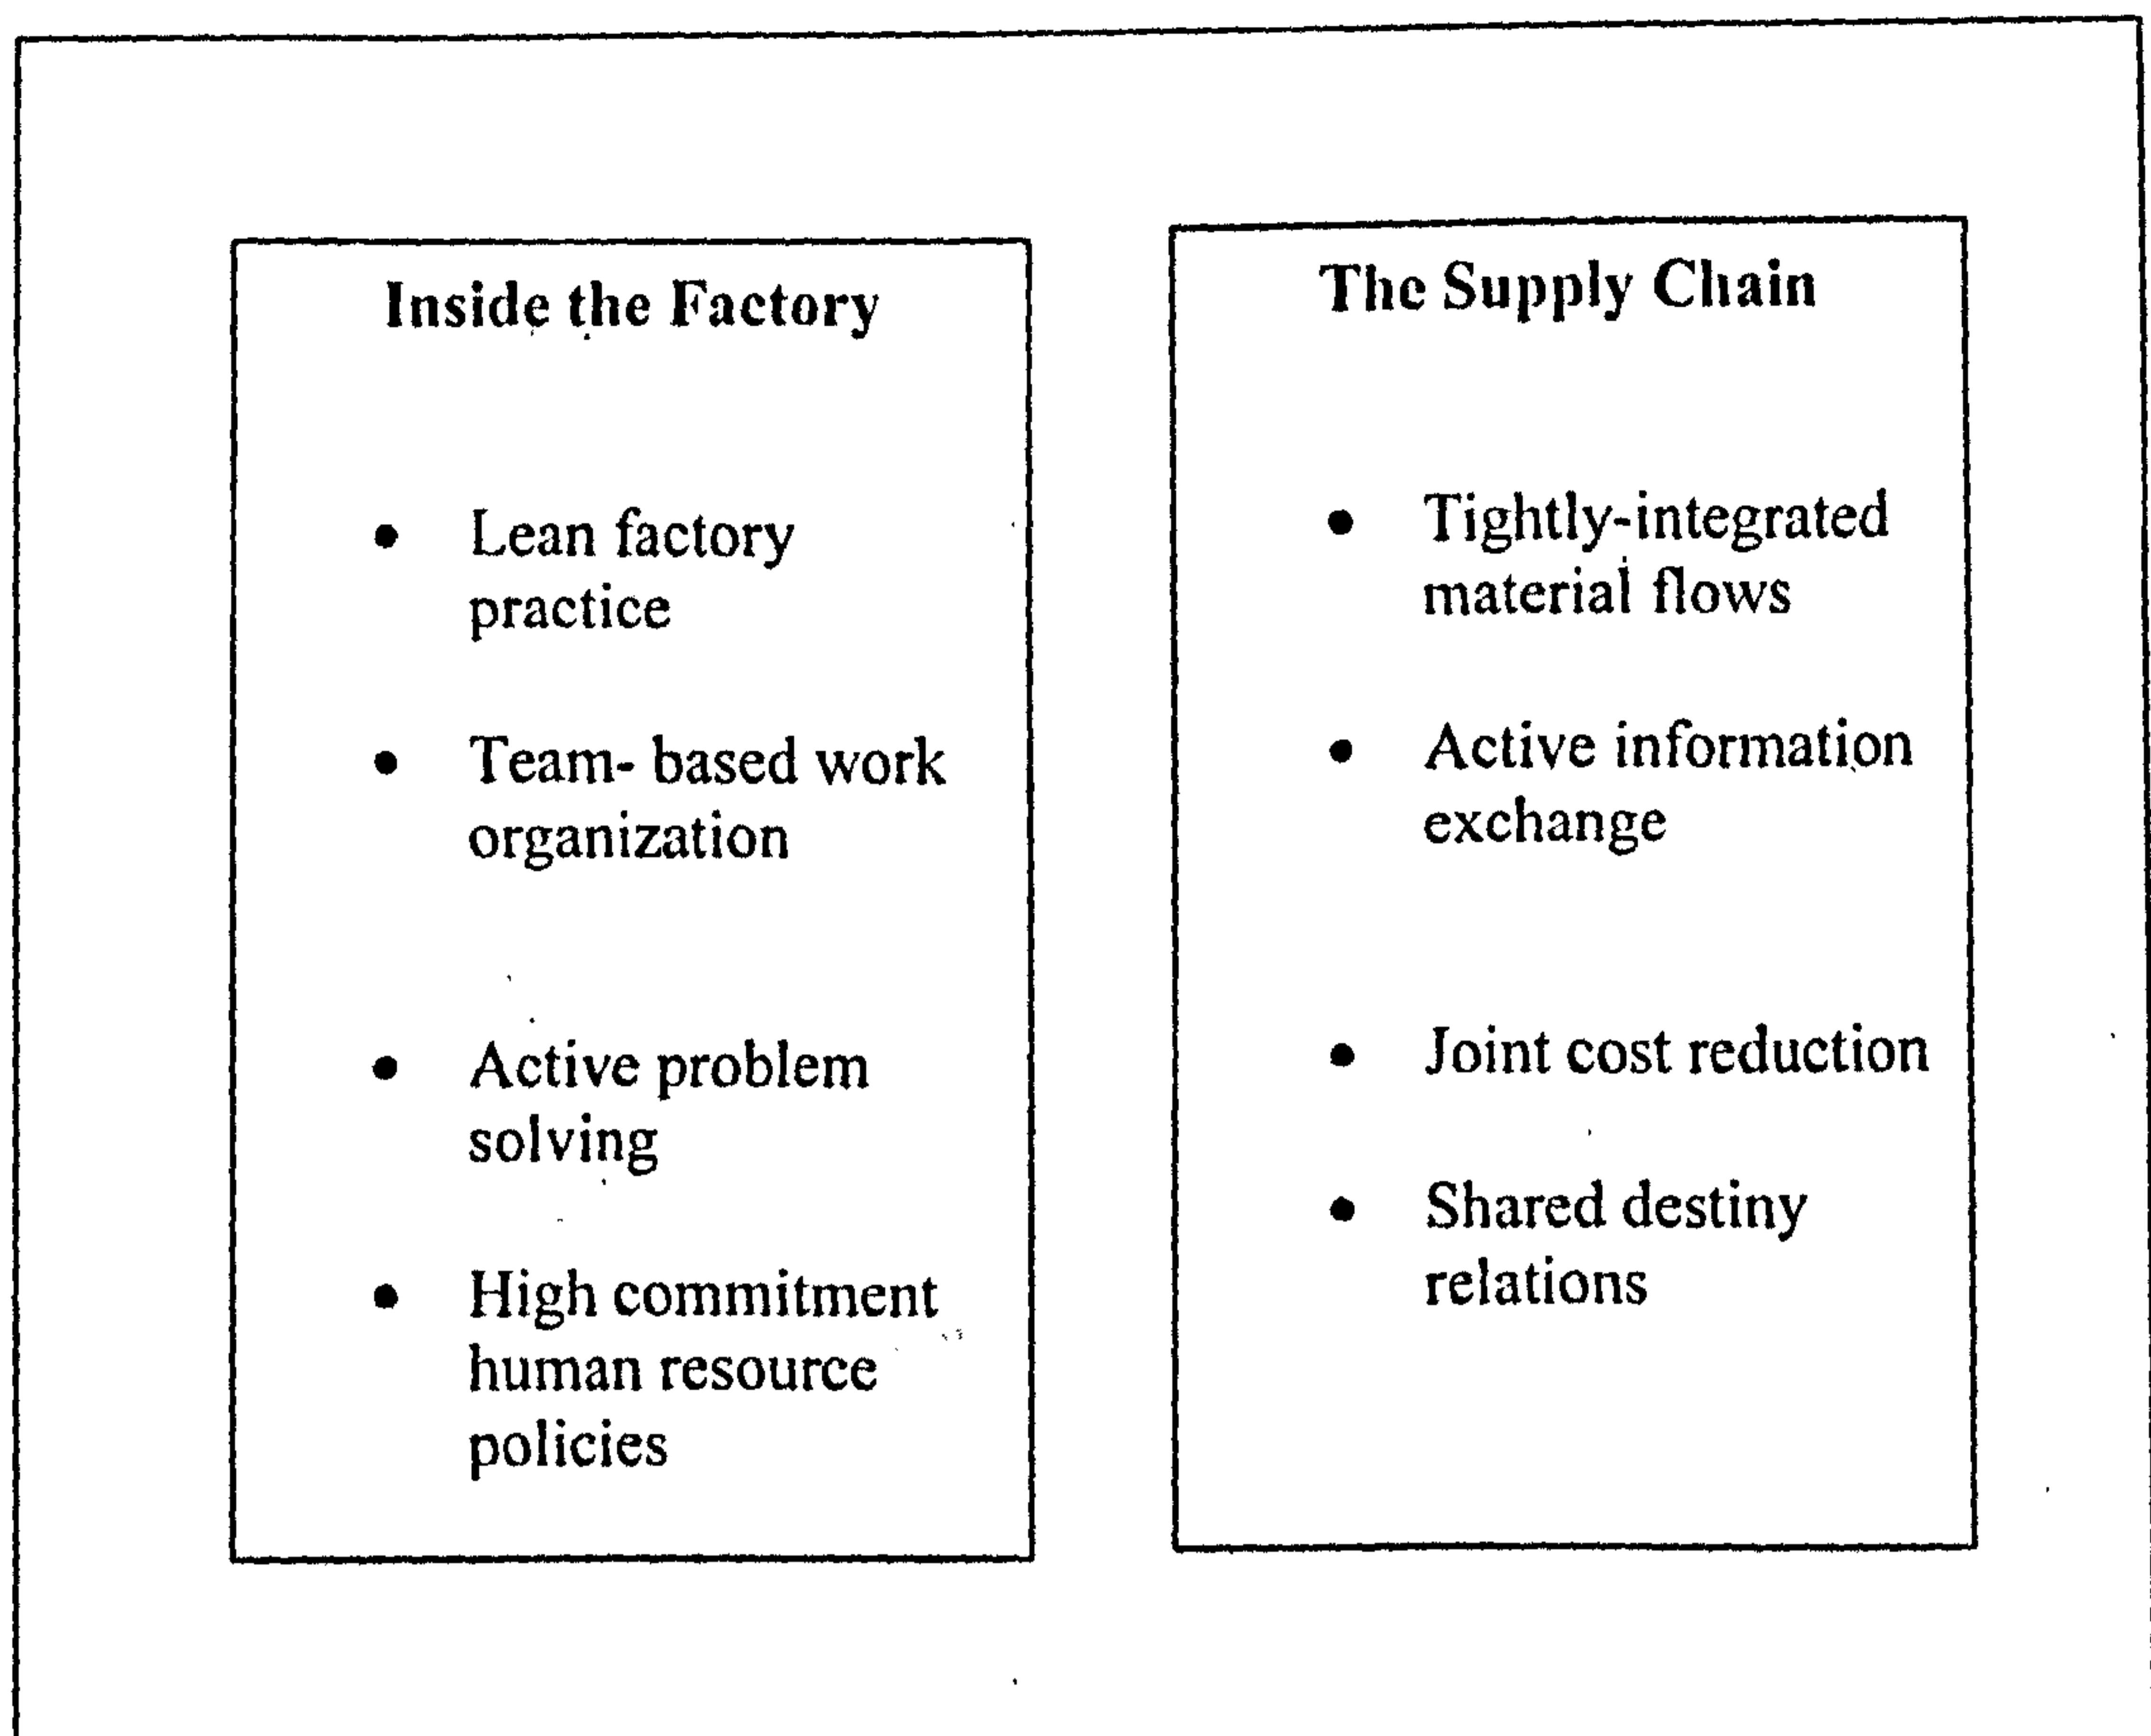 Inside the Factory
• Lean factory
practice
• Team- based work
organization
• Active problem
solving
• High commitment
human resource
policies
The Supply Chain
• Tightly-integrated
material flows
• Active information
exchange
• Joint cost reduction
• Shared destiny
relations